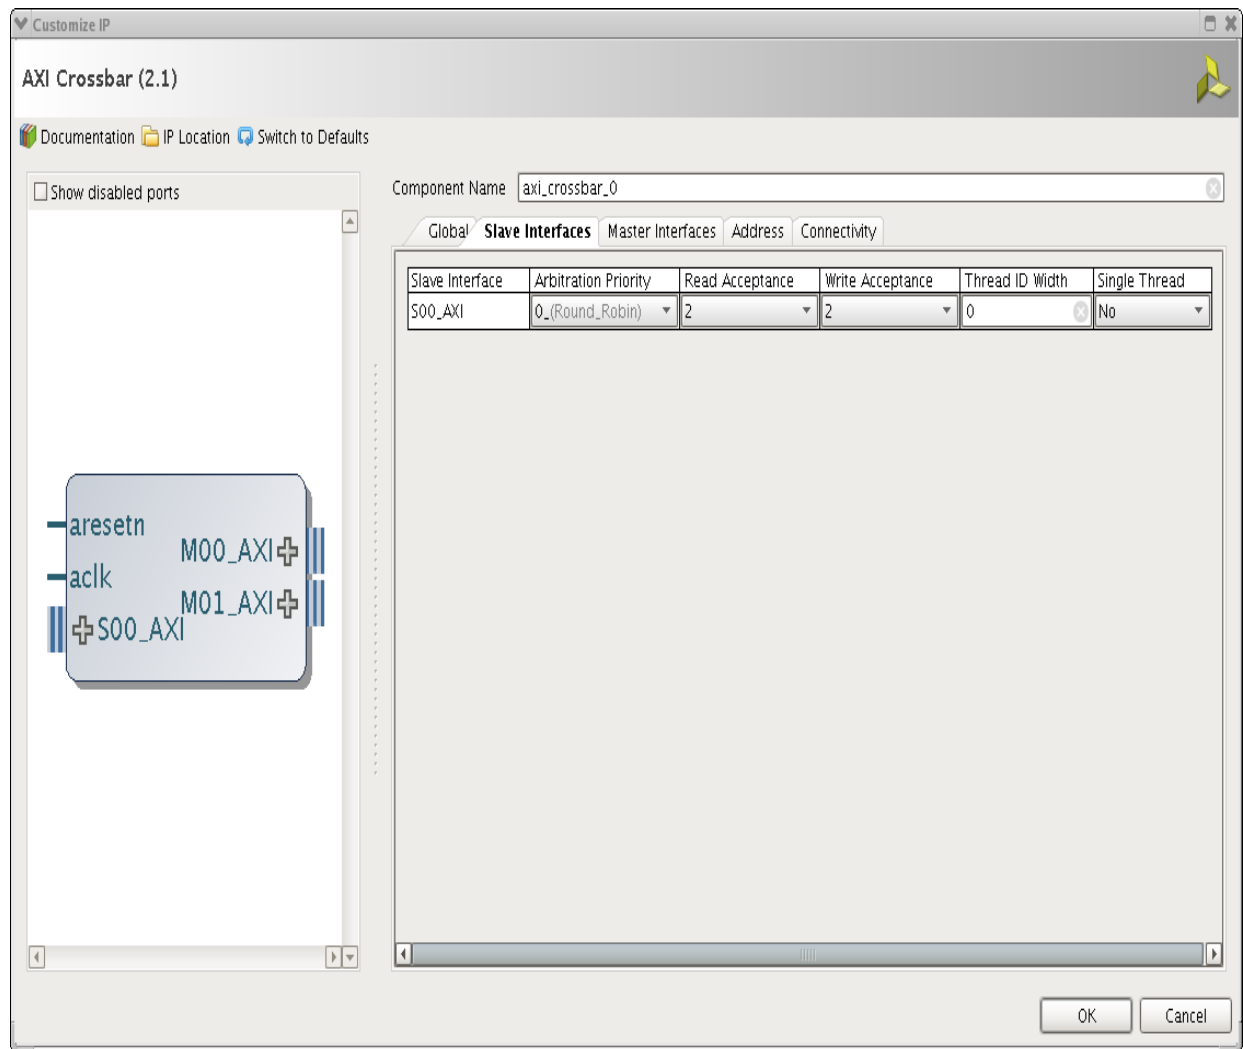 Customize IP
AXI Crossbar (2.1)
Documentation IP Location Switch to Defaults
Show disabled ports
Component Name axi_crossbar_0
Global Slave Interfaces Master Interfaces Address Connectivity
Slave Interface Arbitration Priority Read Acceptance Write Acceptance Thread ID Width Single Thread
S00_AXI 0_(Round_Robin) 2 2 0 No
aresetn
M00_AXI
aclk
M01_AXI
S00_AXI
OK Cancel